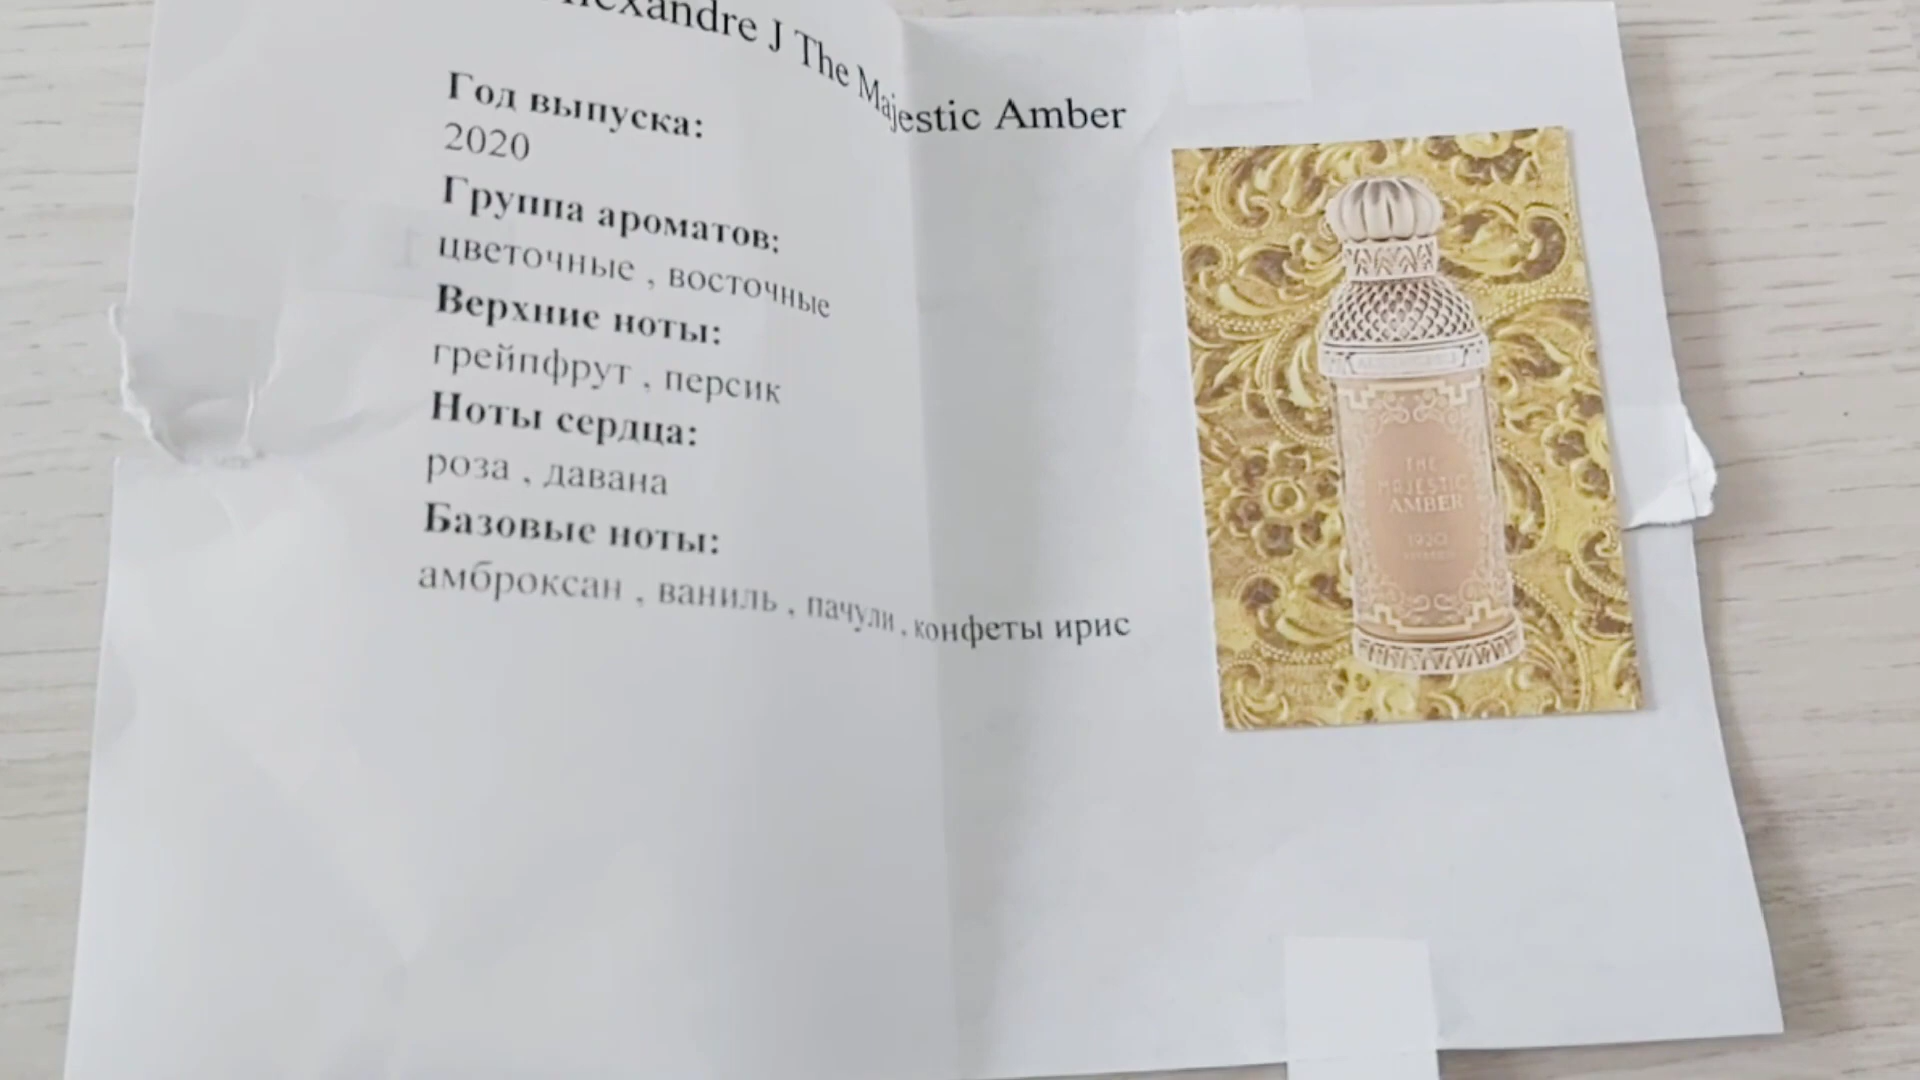 Alexandre J The Majestic Amber
Год выпуска:
2020
Группа ароматов:
цветочные , восточные
Верхние ноты:
грейпфрут , персик
Ноты сердца:
роза , давана
Базовые ноты:
амброксан , ваниль , пачули , конфеты ирис
THE
MAJESTIC
AMBER